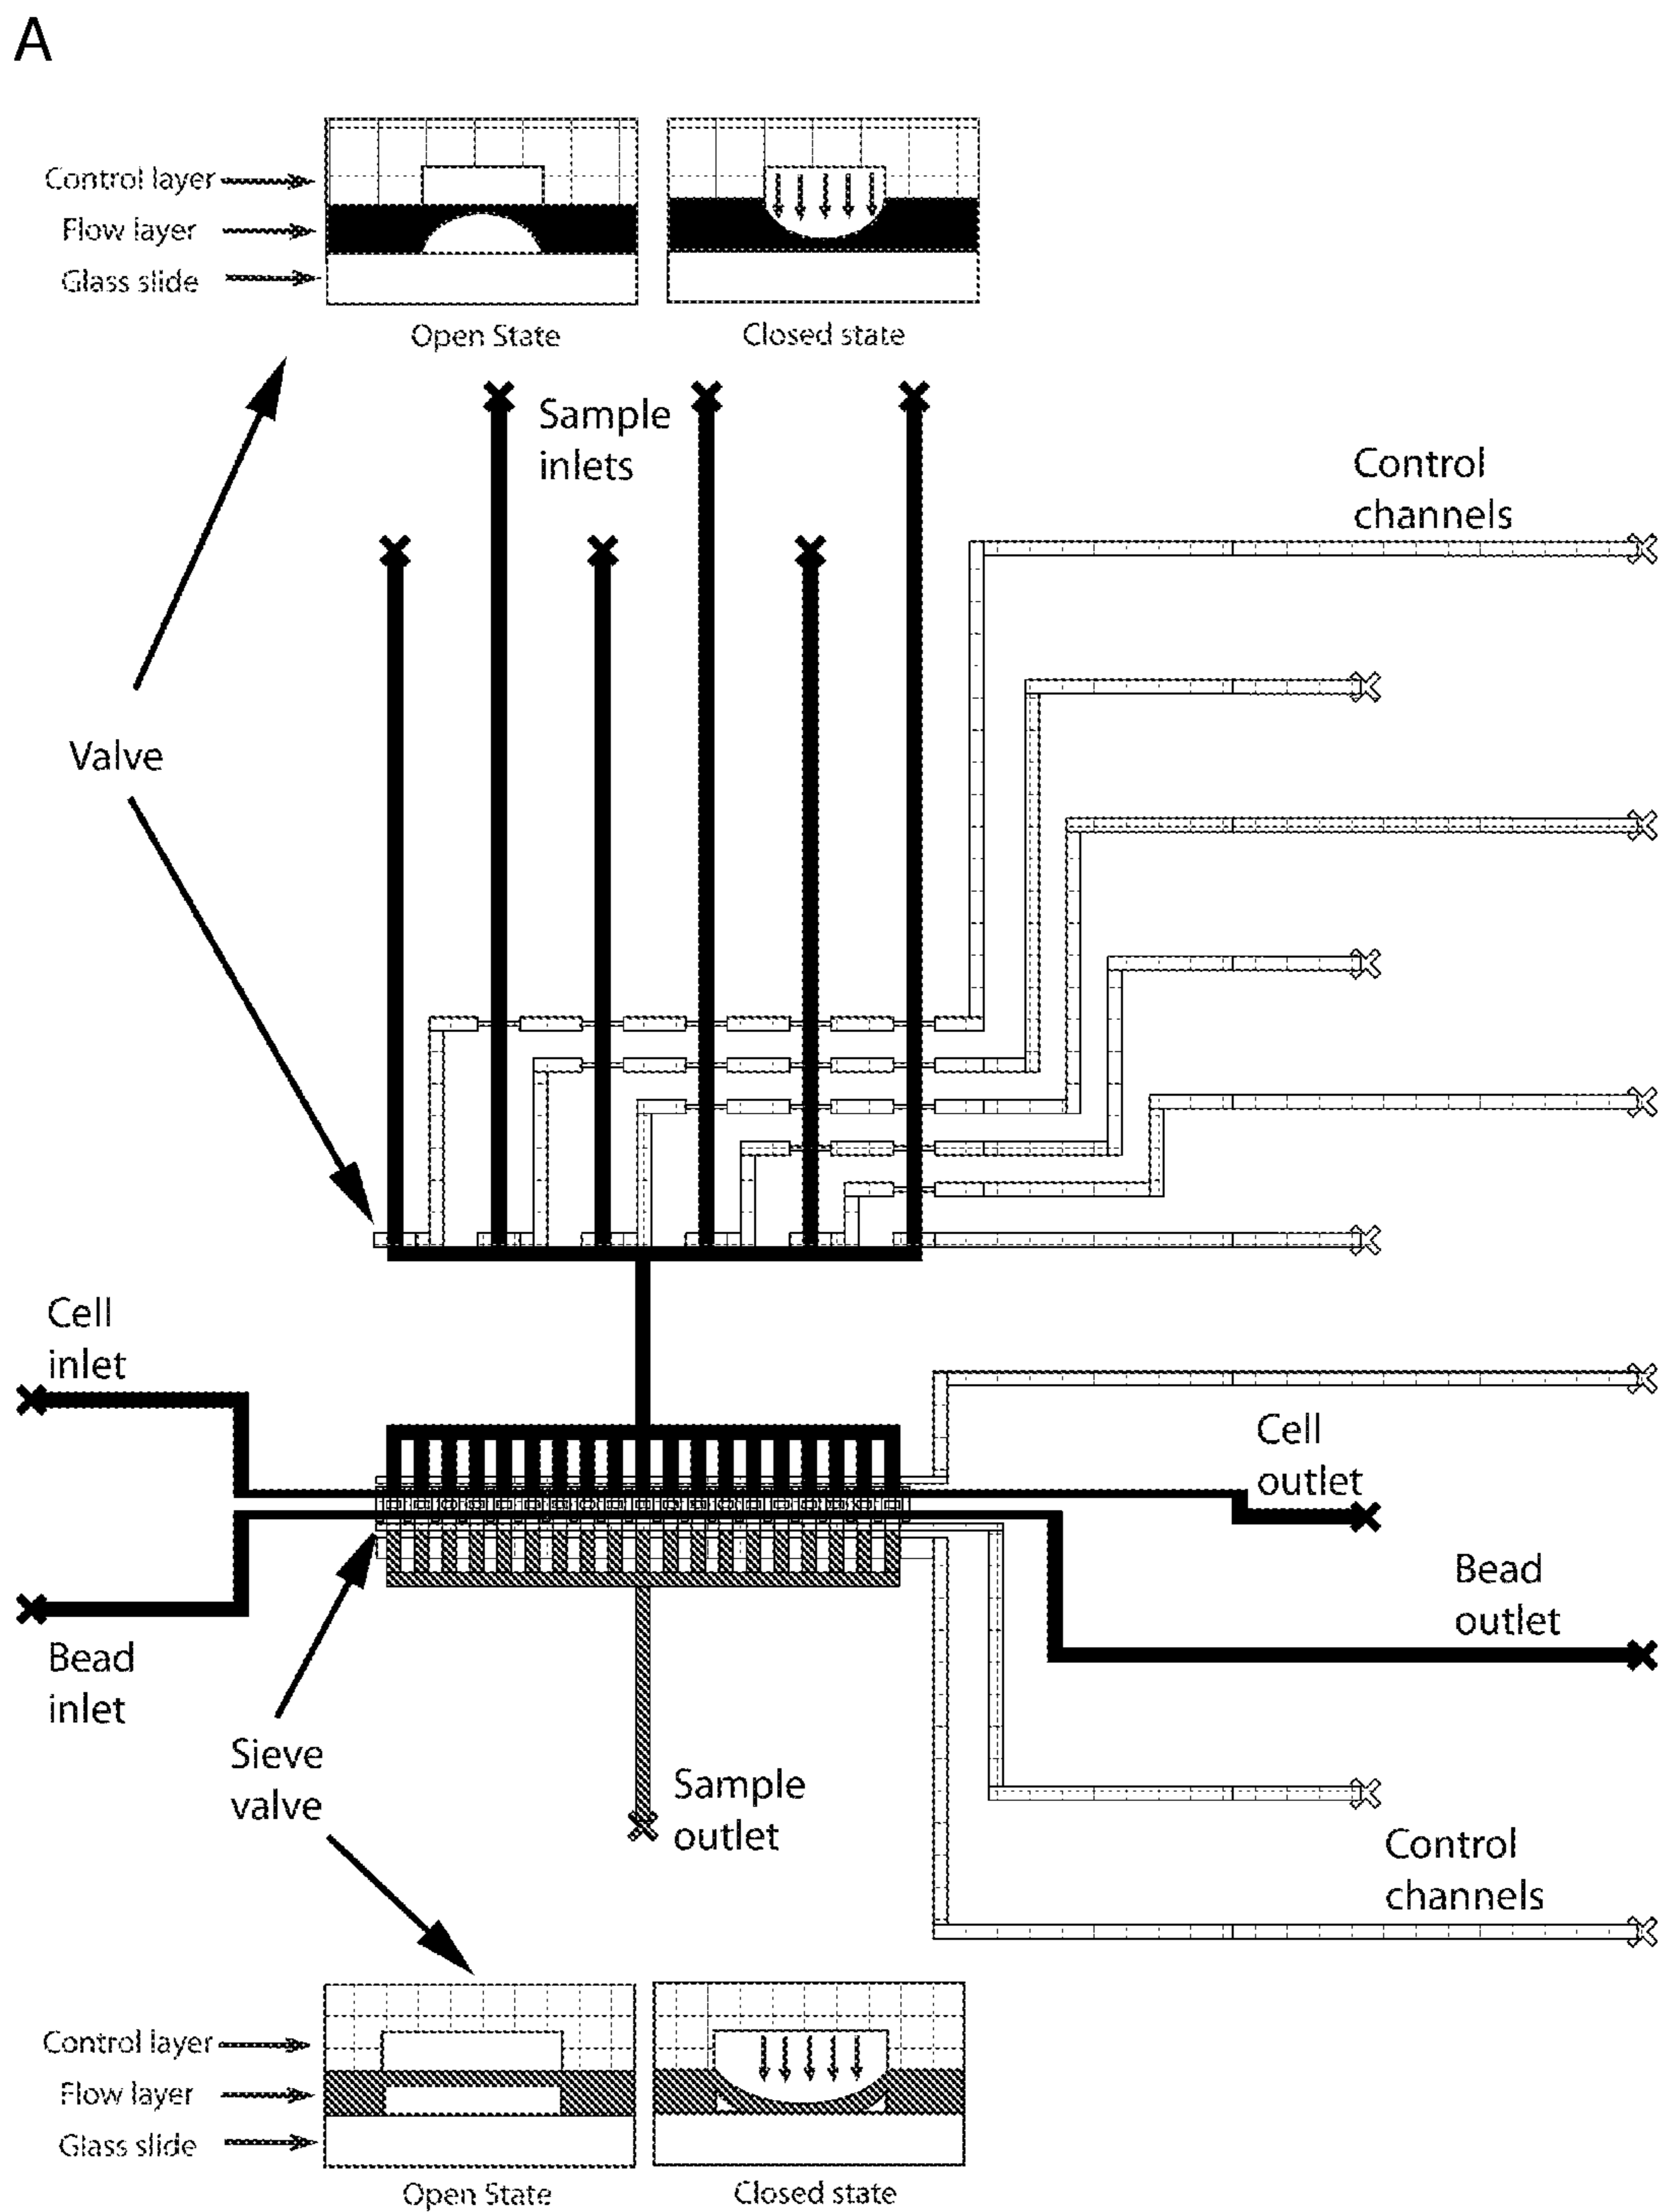 A
Control layer
Flow layer
Glass slide
Open State
Closed state
Sample
inlets
Control
channels
Valve
Cell
inlet
Cell
outlet
Bead
outlet
Bead
inlet
Sieve
valve
Sample
outlet
Control
channels
Control layer
Flow layer
Glass slide
Open State
Closed state